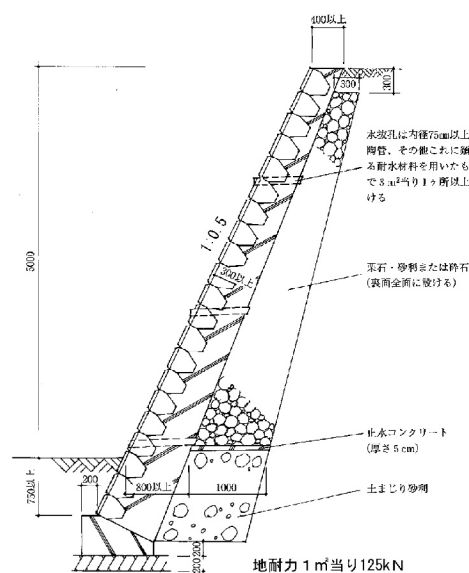 400以上
300
300
水抜孔は内径75㎝以上
陶管、その他これに類
る耐水材料を用いたも
で3㎡当り1ヶ所以上
ける
1:0.5
5000
300以上
栗石・砂利または砕石
(裏面全面に設ける)
止水コンクリート
(厚さ5cm)
750以上
200
800以上
1000
土まじり砂利
200
200
地耐力1㎡当り125kN